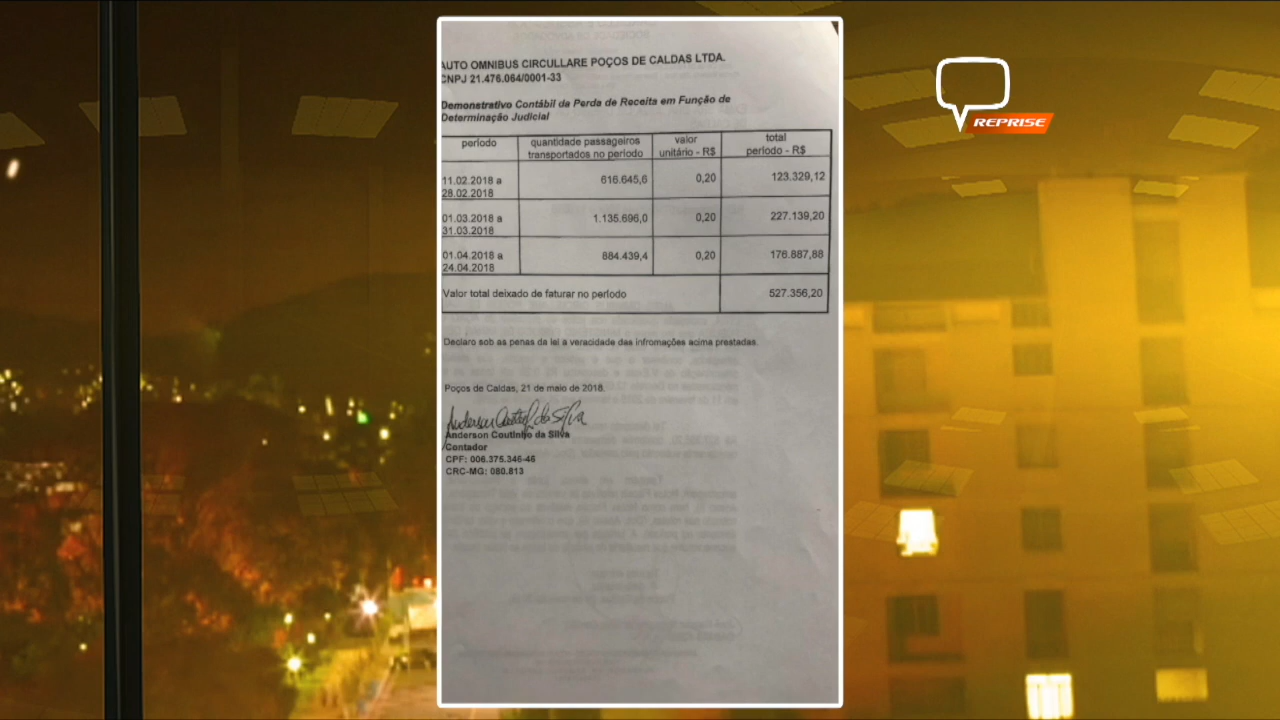 AUTO OMNIBUS CIRCULLARE POÇOS DE CALDAS LTDA.
CNPJ 21.476.064/0001-33
Demonstrativo Contábil da Perda de Receita em Função de
Determinação Judicial
período quantidade passageiros transportados no período valor unitário - R$ total período - R$
11.02.2018 a 28.02.2018 616.645,6 0,20 123.329,12
01.03.2018 a 31.03.2018 1.135.696,0 0,20 227.139,20
01.04.2018 a 24.04.2018 884.439,4 0,20 176.887,88
Valor total deixado de faturar no período 527.356,20
Declaro sob as penas da lei a veracidade das infromações acima prestadas.
Poços de Caldas, 21 de maio de 2018.
Anderson Coutinho da Silva
Anderson Coutinho da Silva
Contador
CPF: 006.375.346-46
CRC-MG: 080.813
REPRISE